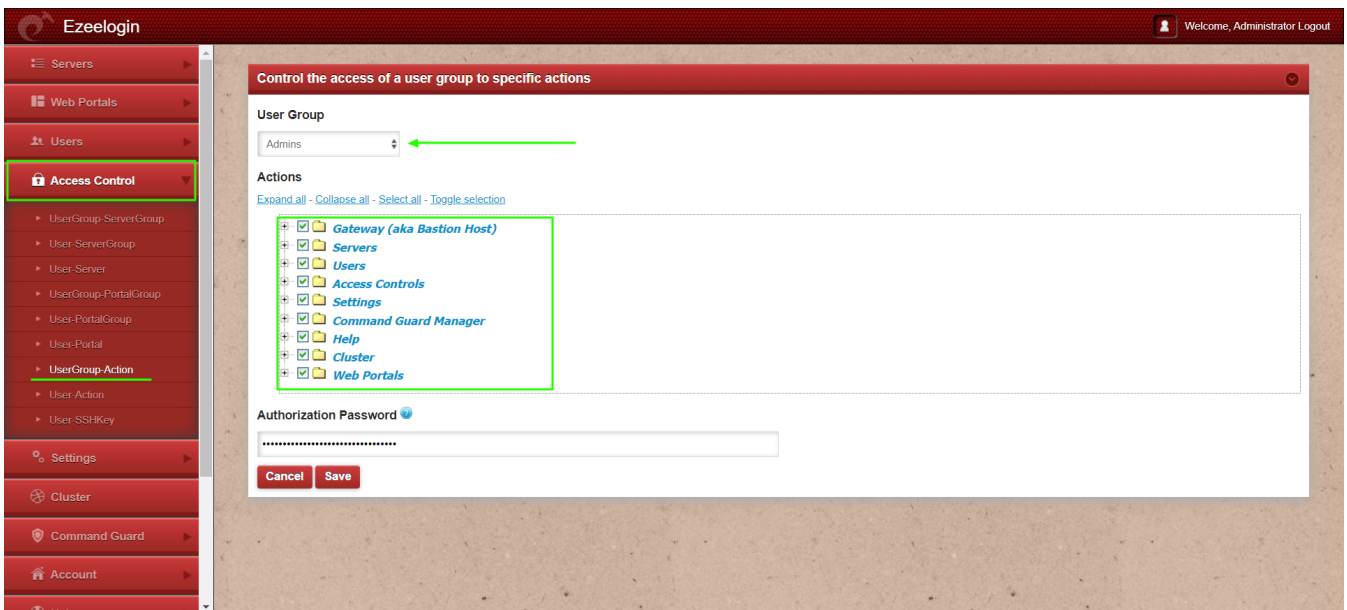 Ezeelogin
Welcome, Administrator Logout
Servers
Web Portals
Users
Access Control
UserGroup-ServerGroup
User-ServerGroup
User-Server
UserGroup-PortalGroup
User-PortalGroup
User-Portal
UserGroup-Action
User-Action
User-SSHKey
Settings
Cluster
Command Guard
Account
Control the access of a user group to specific actions
User Group
Admins
Actions
Expand all - Collapse all - Select all - Toggle selection
Gateway (aka Bastion Host)
Servers
Users
Access Controls
Settings
Command Guard Manager
Help
Cluster
Web Portals
Authorization Password
Cancel Save